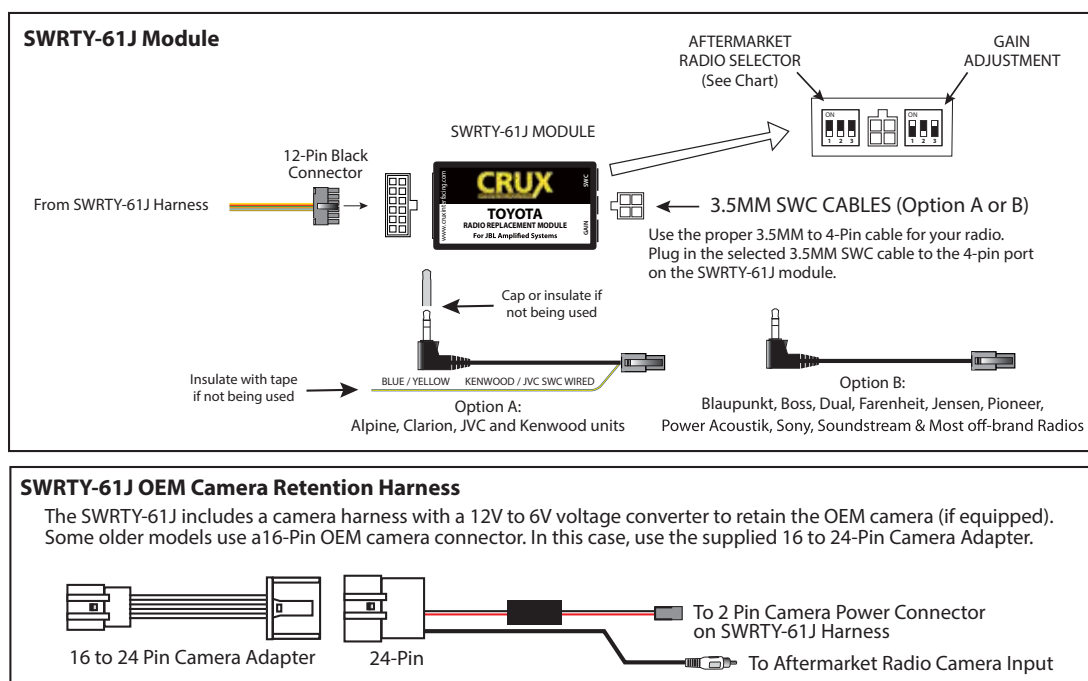 SWRTY-61J Module
AFTERMARKET
RADIO SELECTOR
(See Chart)
GAIN
ADJUSTMENT
ON
1 2 3
ON
1 2 3
SWRTY-61J MODULE
12-Pin Black
Connector
From SWRTY-61J Harness
www.cruxinterfacing.com
CRUX
TOYOTA
RADIO REPLACEMENT MODULE
For JBL Amplified Systems
SWC
GAIN
3.5MM SWC CABLES (Option A or B)
Use the proper 3.5MM to 4-Pin cable for your radio.
Plug in the selected 3.5MM SWC cable to the 4-pin port
on the SWRTY-61J module.
Cap or insulate if
not being used
Insulate with tape
if not being used
BLUE / YELLOW KENWOOD / JVC SWC WIRED
Option A:
Alpine, Clarion, JVC and Kenwood units
Option B:
Blaupunkt, Boss, Dual, Farenheit, Jensen, Pioneer,
Power Acoustik, Sony, Soundstream & Most off-brand Radios
SWRTY-61J OEM Camera Retention Harness
The SWRTY-61J includes a camera harness with a 12V to 6V voltage converter to retain the OEM camera (if equipped).
Some older models use a16-Pin OEM camera connector. In this case, use the supplied 16 to 24-Pin Camera Adapter.
16 to 24 Pin Camera Adapter
24-Pin
To 2 Pin Camera Power Connector
on SWRTY-61J Harness
To Aftermarket Radio Camera Input